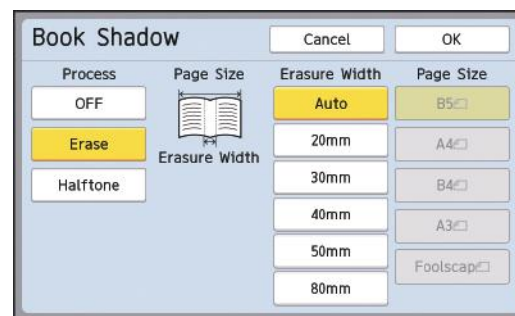 Book Shadow
Cancel
OK
Process
Page Size
Erasure Width
Page Size
OFF
Erase
Halftone
Erasure Width
Auto
20mm
30mm
40mm
50mm
80mm
B5
A4
B4
A3
Foolscap